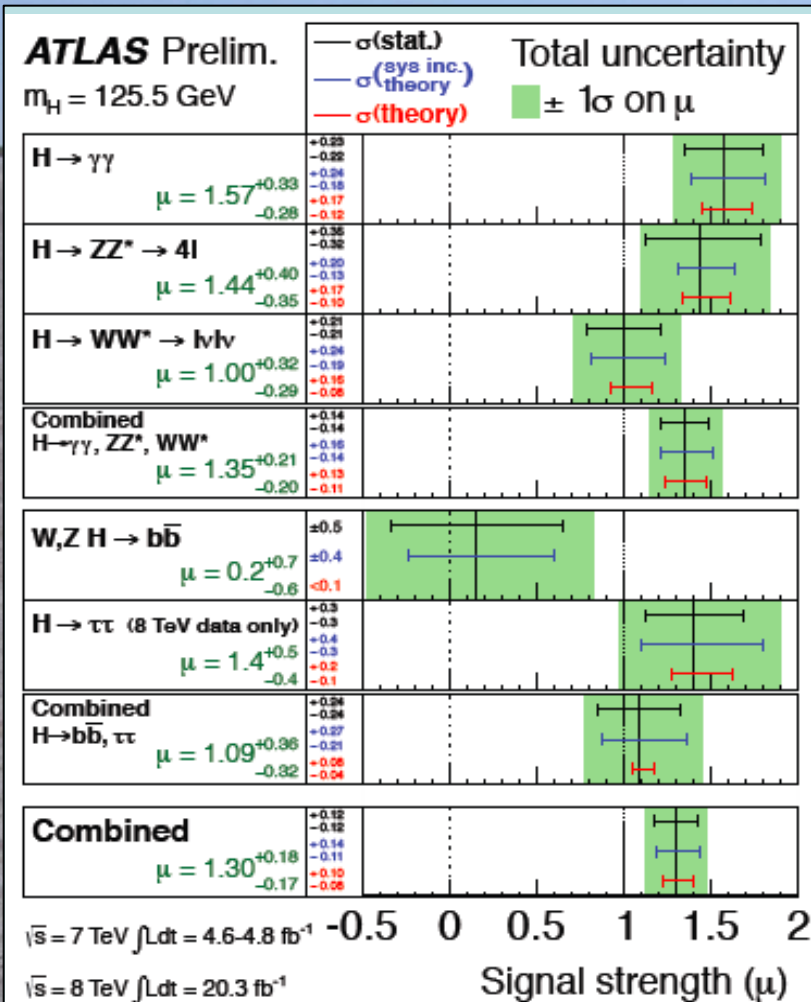 ATLAS Prelim.
m_H = 125.5 GeV
σ(stat.)
σ(sys inc. theory)
σ(theory)
Total uncertainty
± 1σ on μ
H → γγ
μ = 1.57 +0.33 -0.28
+0.23
-0.22
+0.24
-0.18
+0.17
-0.12
H → ZZ* → 4l
μ = 1.44 +0.40 -0.35
+0.35
-0.32
+0.20
-0.13
+0.17
-0.10
H → WW* → lνlν
μ = 1.00 +0.32 -0.29
+0.21
-0.21
+0.24
-0.19
+0.16
-0.08
Combined
H→γγ, ZZ*, WW*
μ = 1.35 +0.21 -0.20
+0.14
-0.14
+0.16
-0.14
+0.13
-0.11
W,Z H → bb̅
μ = 0.2 +0.7 -0.6
±0.5
±0.4
<0.1
H → ττ (8 TeV data only)
μ = 1.4 +0.5 -0.4
+0.3
-0.3
+0.4
-0.3
+0.2
-0.1
Combined
H→bb̅, ττ
μ = 1.09 +0.36 -0.32
+0.24
-0.24
+0.27
-0.21
+0.08
-0.04
Combined
μ = 1.30 +0.18 -0.17
+0.12
-0.12
+0.14
-0.11
+0.10
-0.08
√s = 7 TeV ∫Ldt = 4.6-4.8 fb⁻¹
√s = 8 TeV ∫Ldt = 20.3 fb⁻¹
-0.5 0 0.5 1 1.5 2
Signal strength (μ)